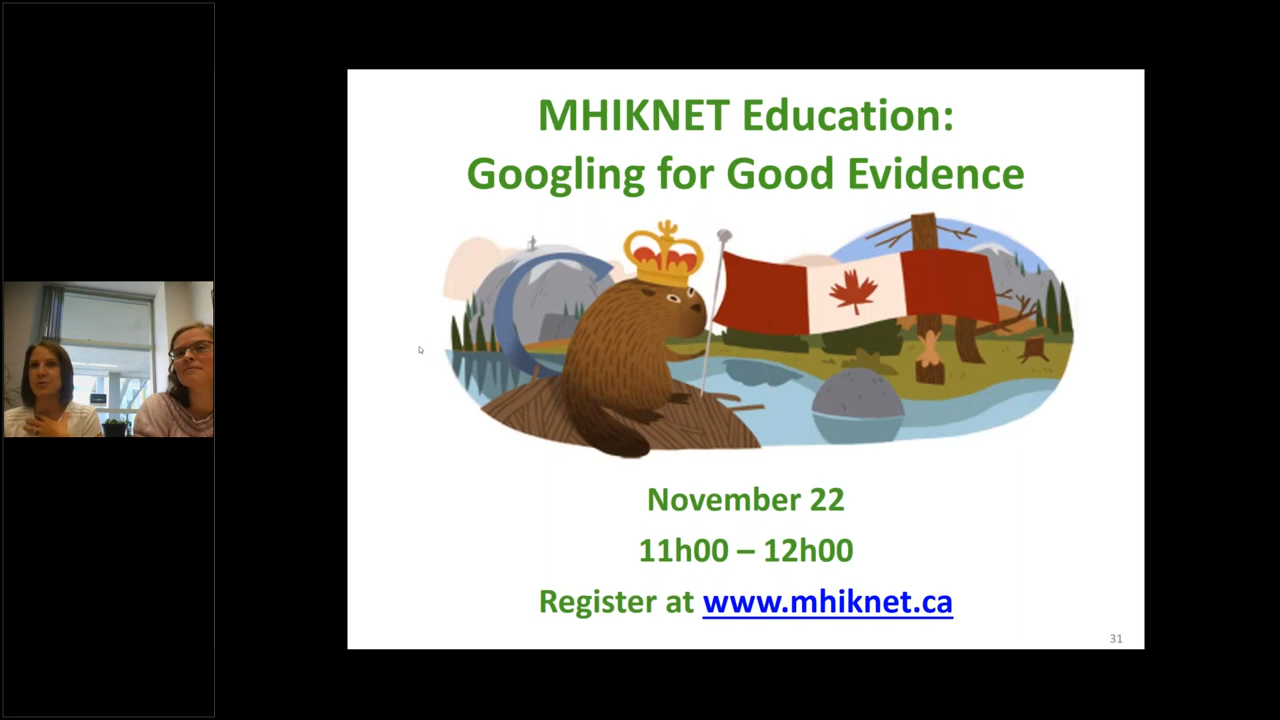 MHIKNET Education:
Googling for Good Evidence
November 22
11h00 – 12h00
Register at www.mhiknet.ca
31